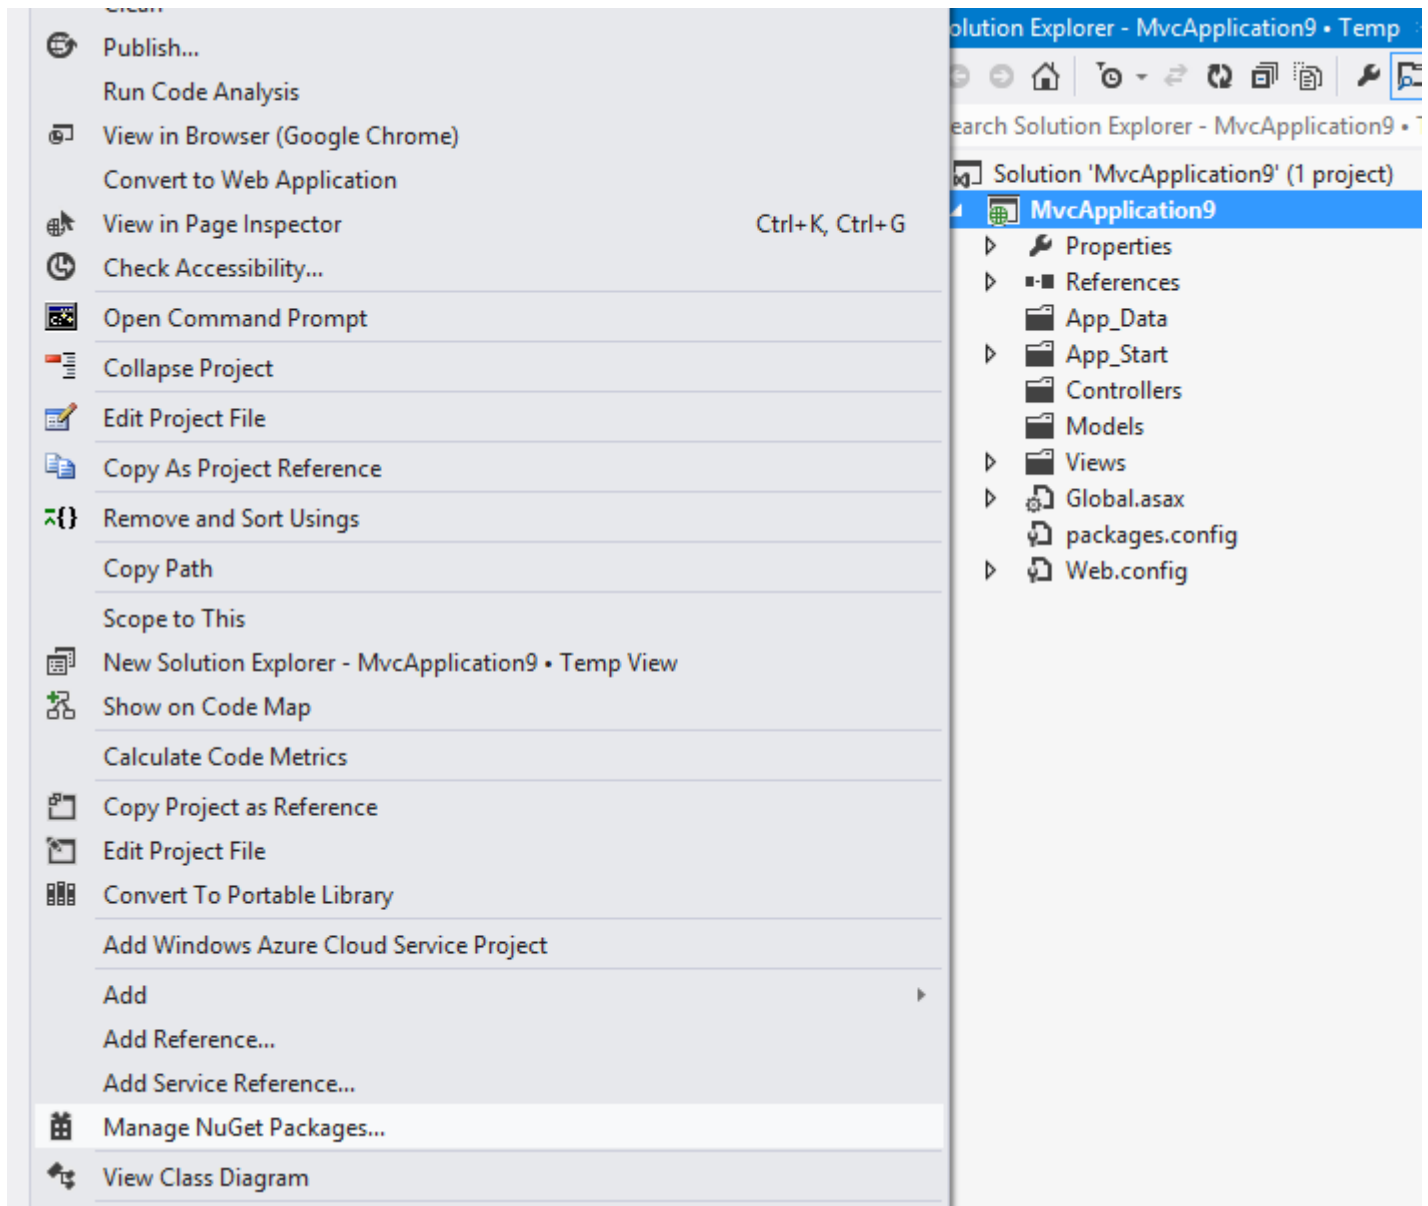 Clean
Publish...
Run Code Analysis
View in Browser (Google Chrome)
Convert to Web Application
View in Page Inspector Ctrl+K, Ctrl+G
Check Accessibility...
Open Command Prompt
Collapse Project
Edit Project File
Copy As Project Reference
Remove and Sort Usings
Copy Path
Scope to This
New Solution Explorer - MvcApplication9 • Temp View
Show on Code Map
Calculate Code Metrics
Copy Project as Reference
Edit Project File
Convert To Portable Library
Add Windows Azure Cloud Service Project
Add
Add Reference...
Add Service Reference...
Manage NuGet Packages...
View Class Diagram
olution Explorer - MvcApplication9 • Temp
earch Solution Explorer - MvcApplication9 •
Solution 'MvcApplication9' (1 project)
MvcApplication9
Properties
References
App_Data
App_Start
Controllers
Models
Views
Global.asax
packages.config
Web.config